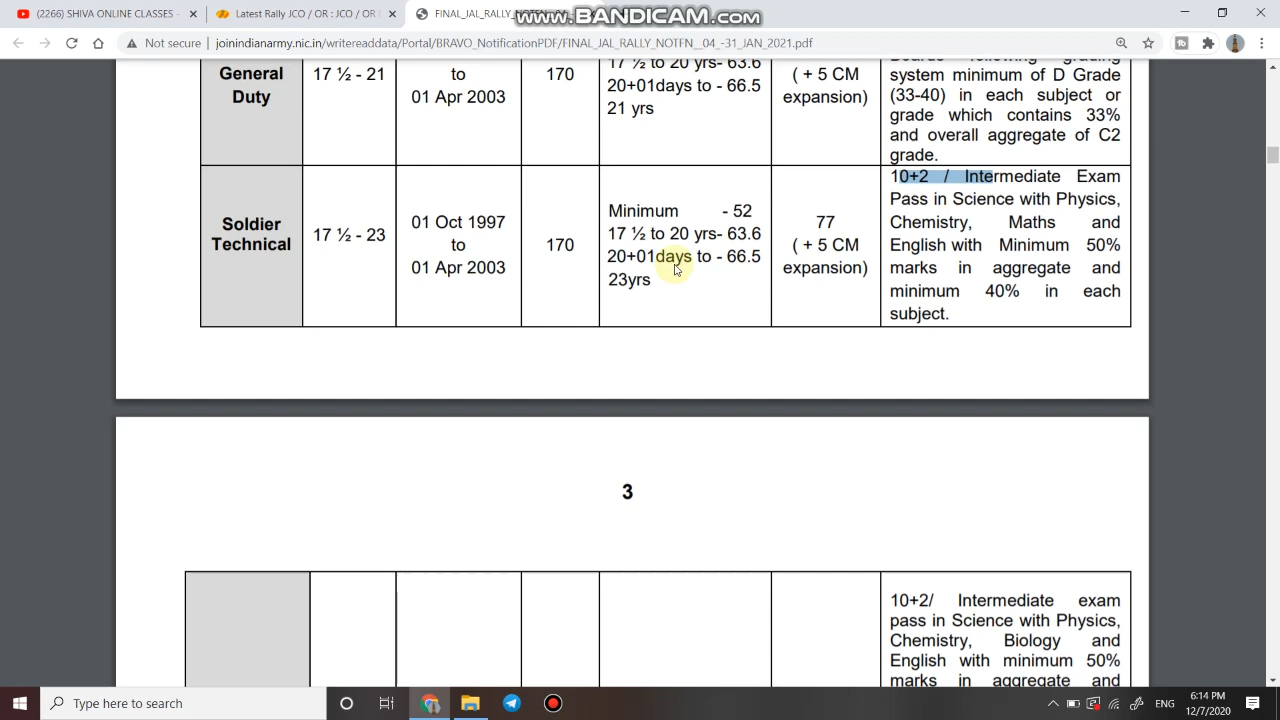 (2266) SHIVA ONLINE CLASSES -
Latest Rally JCO / OR : JCO / OR
FINAL_JAL_RALLY_NOTFN__04_
www.BANDICAM.com
Not secure | joinindianarmy.nic.in/writereaddata/Portal/BRAVO_NotificationPDF/FINAL_JAL_RALLY_NOTFN__04_-31_JAN_2021.pdf
General
Duty
17 ½ - 21
to
01 Apr 2003
170
17 ½ to 20 yrs- 63.6
20+01days to - 66.5
21 yrs
( + 5 CM
expansion)
Boards following grading
system minimum of D Grade
(33-40) in each subject or
grade which contains 33%
and overall aggregate of C2
grade.
Soldier
Technical
17 ½ - 23
01 Oct 1997
to
01 Apr 2003
170
Minimum - 52
17 ½ to 20 yrs- 63.6
20+01days to - 66.5
23yrs
77
( + 5 CM
expansion)
10+2 / Intermediate Exam
Pass in Science with Physics,
Chemistry, Maths and
English with Minimum 50%
marks in aggregate and
minimum 40% in each
subject.
3
10+2/ Intermediate exam
pass in Science with Physics,
Chemistry, Biology and
English with minimum 50%
marks in aggregate and
Type here to search
ENG
6:14 PM
12/7/2020